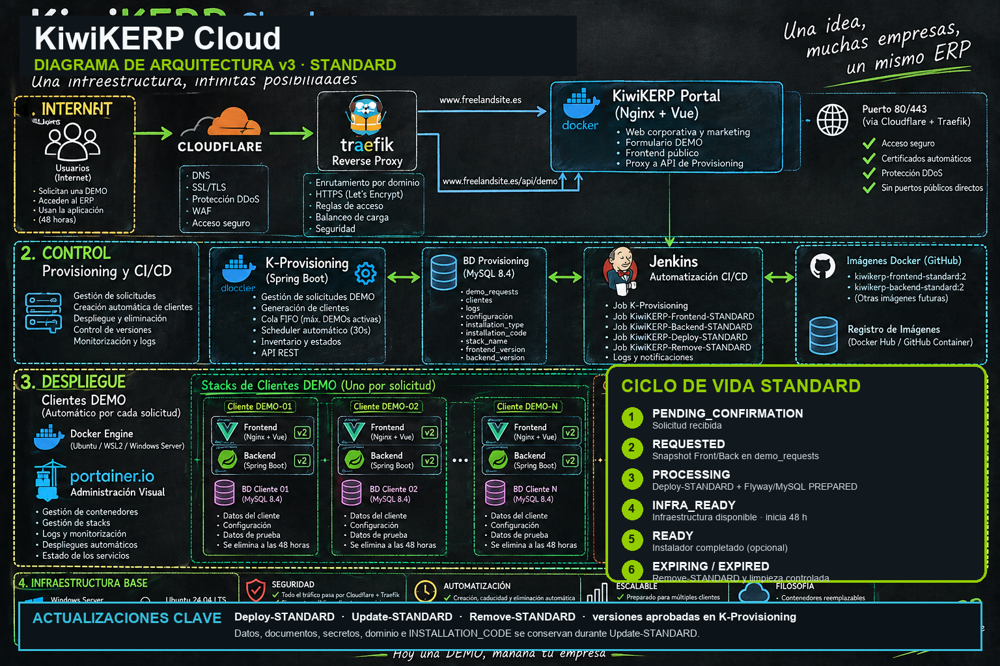 KiwiKERP Cloud
DIAGRAMA DE ARQUITECTURA v3 · STANDARD
Una infreestructura, infinitas posibilidades
Una idea,
muchas empresas,
un mismo ERP
. INTERNET
Usuarios
(Internet)
• Solicitan una DEMO
• Acceden al ERP
• Usan la aplicación
• (48 horas)
CLOUDFLARE
• DNS
• SSL/TLS
• Protección DDoS
• WAF
• Acceso seguro
traefik
Reverse Proxy
• Enrutamiento por dominio
• HTTPS (Let's Encrypt)
• Reglas de acceso
• Balanceo de carga
• Seguridad
www.freelandsite.es
www.freelandsite.es/api/demo
docker
KiwiKERP Portal
(Nginx + Vue)
• Web corporativa y marketing
• Formulario DEMO
• Frontend público
• Proxy a API de Provisioning
Puerto 80/443
(via Cloudflare + Traefik)
Acceso seguro
Certificados automáticos
Protección DDoS
Sin puertos públicos directos
2. CONTROL
Provisioning y CI/CD
Gestión de solicitudes
Creación automática de clientes
Despliegue y eliminación
Control de versiones
Monitorización y logs
dloccler
K-Provisioning
(Spring Boot)
• Gestión de solicitudes DEMO
• Generación de clientes
• Cola FIFO (máx. DEMOs activas)
• Scheduler automático (30s)
• Inventario y estados
• API REST
BD Provisioning
(MySQL 8.4)
• demo_requests
• clientes
• logs
• configuración
• installation_type
• installation_code
• stack_name
• frontend_version
• backend_version
Jenkins
Automatización CI/CD
• Job K-Provisioning
• Job KiwiKERP-Frontend-STANDARD
• Job KiwiKERP-Backend-STANDARD
• Job KiwiKERP-Deploy-STANDARD
• Job KiwiKERP-Remove-STANDARD
• Logs y notificaciones
Imágenes Docker (GitHub)
• kiwikerp-frontend-standard:2
• kiwikerp-backend-standard:2
• (Otras imágenes futuras)
Registro de Imágenes
(Docker Hub / GitHub Container)
3. DESPLIEGUE
Clientes DEMO
(Automático por cada solicitud)
Docker Engine
(Ubuntu / WSL2 / Windows Server)
portainer.io
Administración Visual
• Gestión de contenedores
• Gestión de stacks
• Logs y monitorización
• Despliegues automáticos
• Estado de los servicios
Stacks de Clientes DEMO (Uno por solicitud)
Cliente DEMO-01
Frontend
(Nginx + Vue)
v2
Backend
(Spring Boot)
v2
BD Cliente 01
(MySQL 8.4)
• Datos del cliente
• Configuración
• Datos de prueba
• Se elimina a las 48 horas
Cliente DEMO-02
Frontend
(Nginx + Vue)
v2
Backend
(Spring Boot)
v2
BD Cliente 02
(MySQL 8.4)
• Datos del cliente
• Configuración
• Datos de prueba
• Se elimina a las 48 horas
...
Cliente DEMO-N
Frontend
(Nginx + Vue)
v2
Backend
(Spring Boot)
v2
BD Cliente N
(MySQL 8.4)
• Datos del cliente
• Configuración
• Datos de prueba
• Se elimina a las 48 horas
CICLO DE VIDA STANDARD
1 PENDING_CONFIRMATION
Solicitud recibida
2 REQUESTED
Snapshot Front/Back en demo_requests
3 PROCESSING
Deploy-STANDARD + Flyway/MySQL PREPARED
4 INFRA_READY
Infraestructura disponible · inicia 48 h
5 READY
Instalador completado (opcional)
6 EXPIRING / EXPIRED
Remove-STANDARD y limpieza controlada
4. INFRAESTRUCTURA BASE
Windows Server
Ubuntu 24.04 LTS
SEGURIDAD
Todo el tráfico pasa por Cloudflare + Traefik
AUTOMATIZACIÓN
Creación, caducidad y eliminación automática
ESCALABLE
Preparado para múltiples clientes
FILOSOFÍA
• Contenedores reemplazables
ACTUALIZACIONES CLAVE
Deploy-STANDARD · Update-STANDARD · Remove-STANDARD · versiones aprobadas en K-Provisioning
Datos, documentos, secretos, dominio e INSTALLATION_CODE se conservan durante Update-STANDARD.
Hoy una DEMO, mañana tu empresa